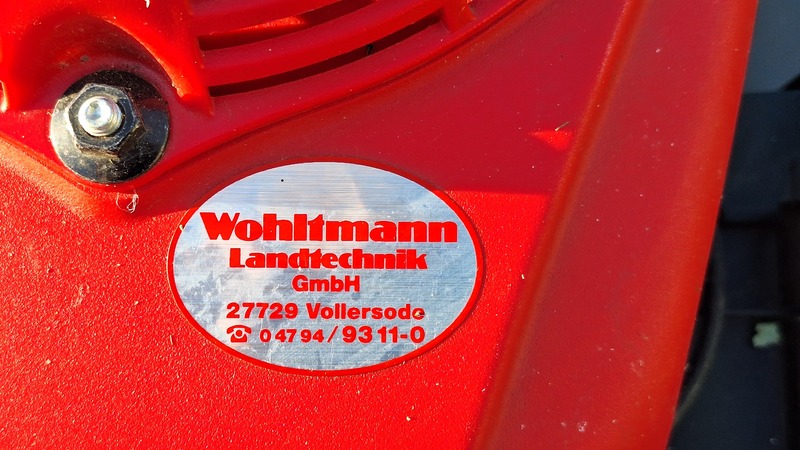 Wohltmann
Landtechnik
GmbH
27729 Vollersode
☎ 04794/9311-0